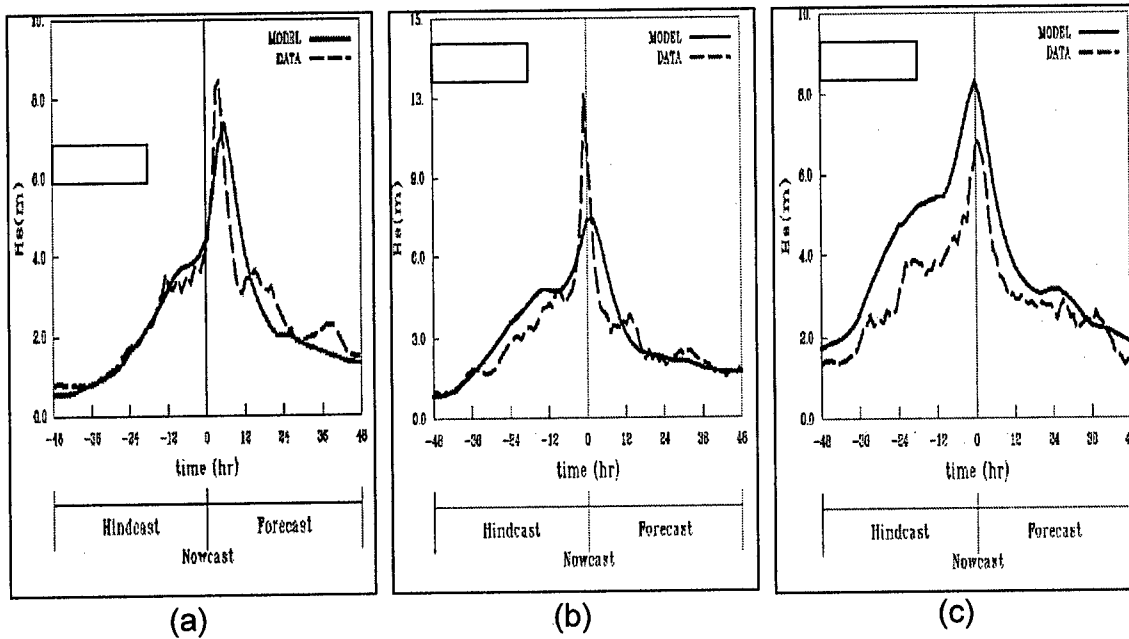 10.
8.0
6.0
4.0
2.0
0.0
Hs(m)
MODEL
DATA
-48 -36 -24 -12 0 12 24 36 48
time (hr)
Hindcast Forecast
Nowcast
(a)
15.
12.
9.0
6.0
3.0
0.0
Hs(m)
MODEL
DATA
-48 -36 -24 -12 0 12 24 36 48
time (hr)
Hindcast Forecast
Nowcast
(b)
10.
8.0
6.0
4.0
2.0
0.0
Hs(m)
MODEL
DATA
-48 -36 -24 -12 0 12 24 36 4
time (hr)
Hindcast Forecast
Nowcast
(c)